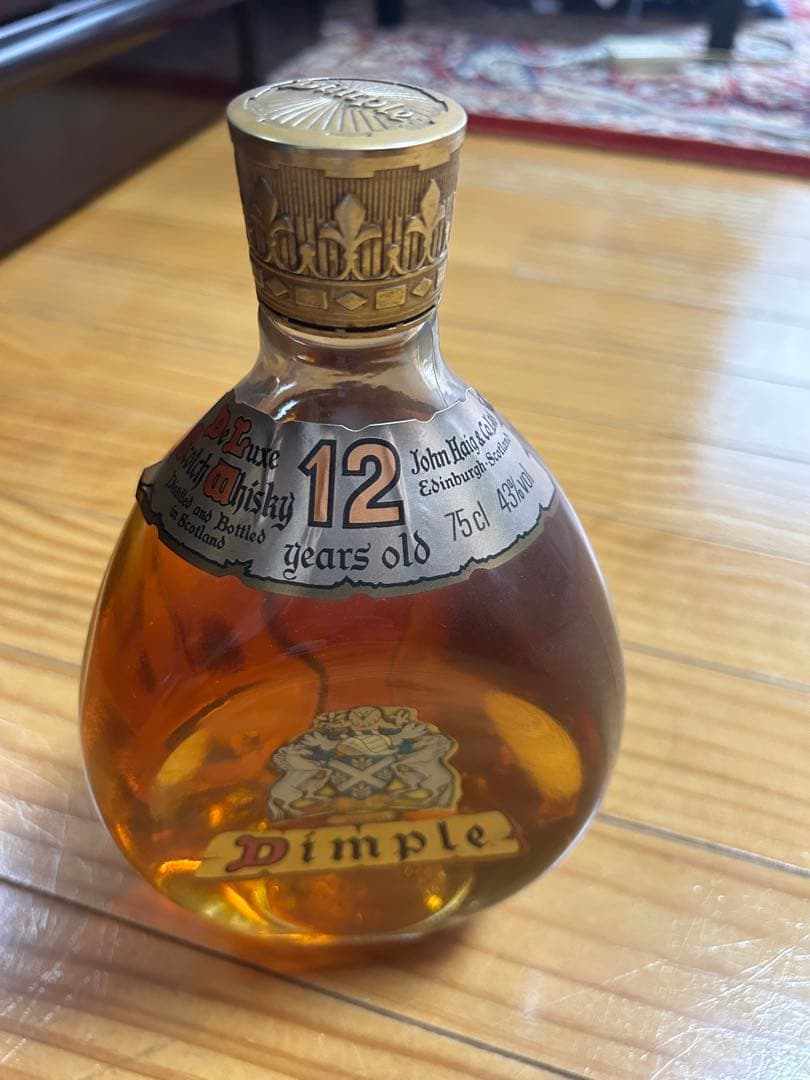 Dimple
De Luxe
Scotch Whisky
Distilled and Bottled
in Scotland
12
years old
John Haig & Co. Ltd
Edinburgh·Scotland
75cl 43%vol
Dimple